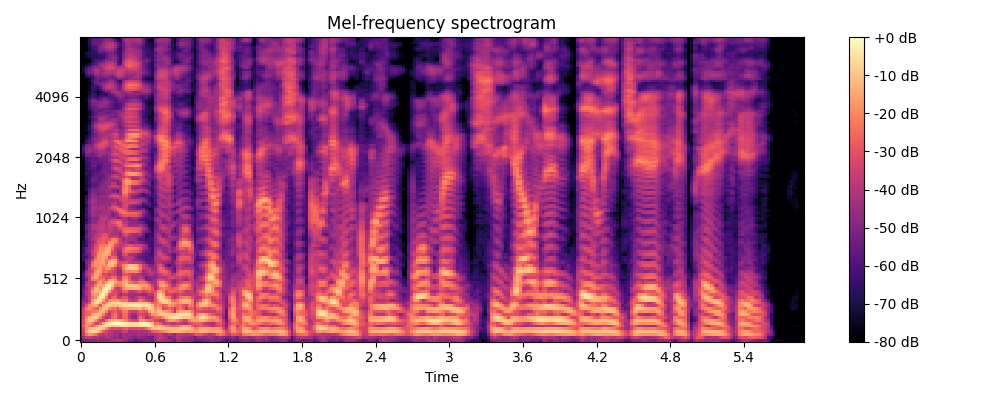 Mel-frequency spectrogram
+0 dB
-10 dB
-20 dB
-30 dB
-40 dB
-50 dB
-60 dB
-70 dB
-80 dB
Hz
4096
2048
1024
512
0
0 0.6 1.2 1.8 2.4 3 3.6 4.2 4.8 5.4
Time